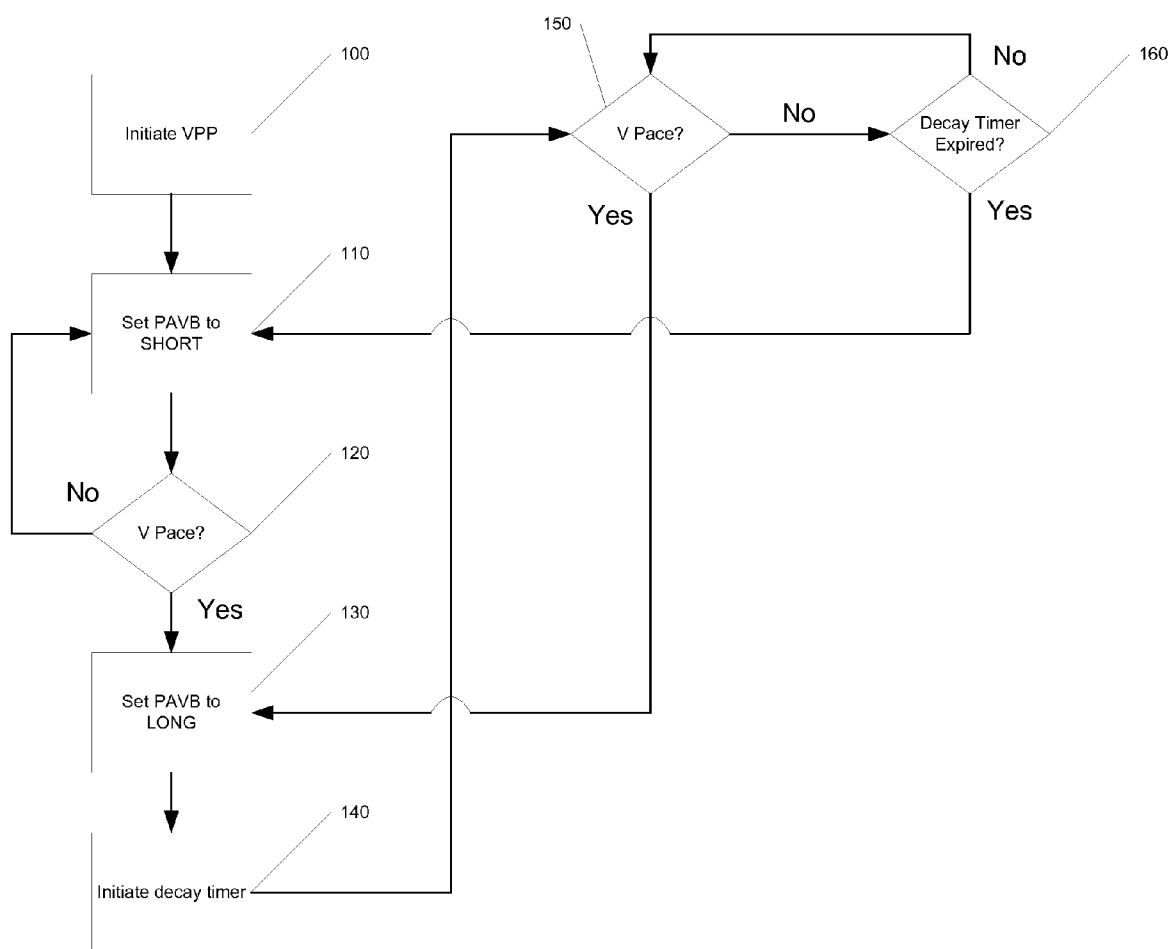 100
Initiate VPP
110
Set PAVB to
SHORT
120
No
V Pace?
Yes
130
Set PAVB to
LONG
140
Initiate decay timer
150
V Pace?
No
Yes
160
No
Decay Timer
Expired?
Yes